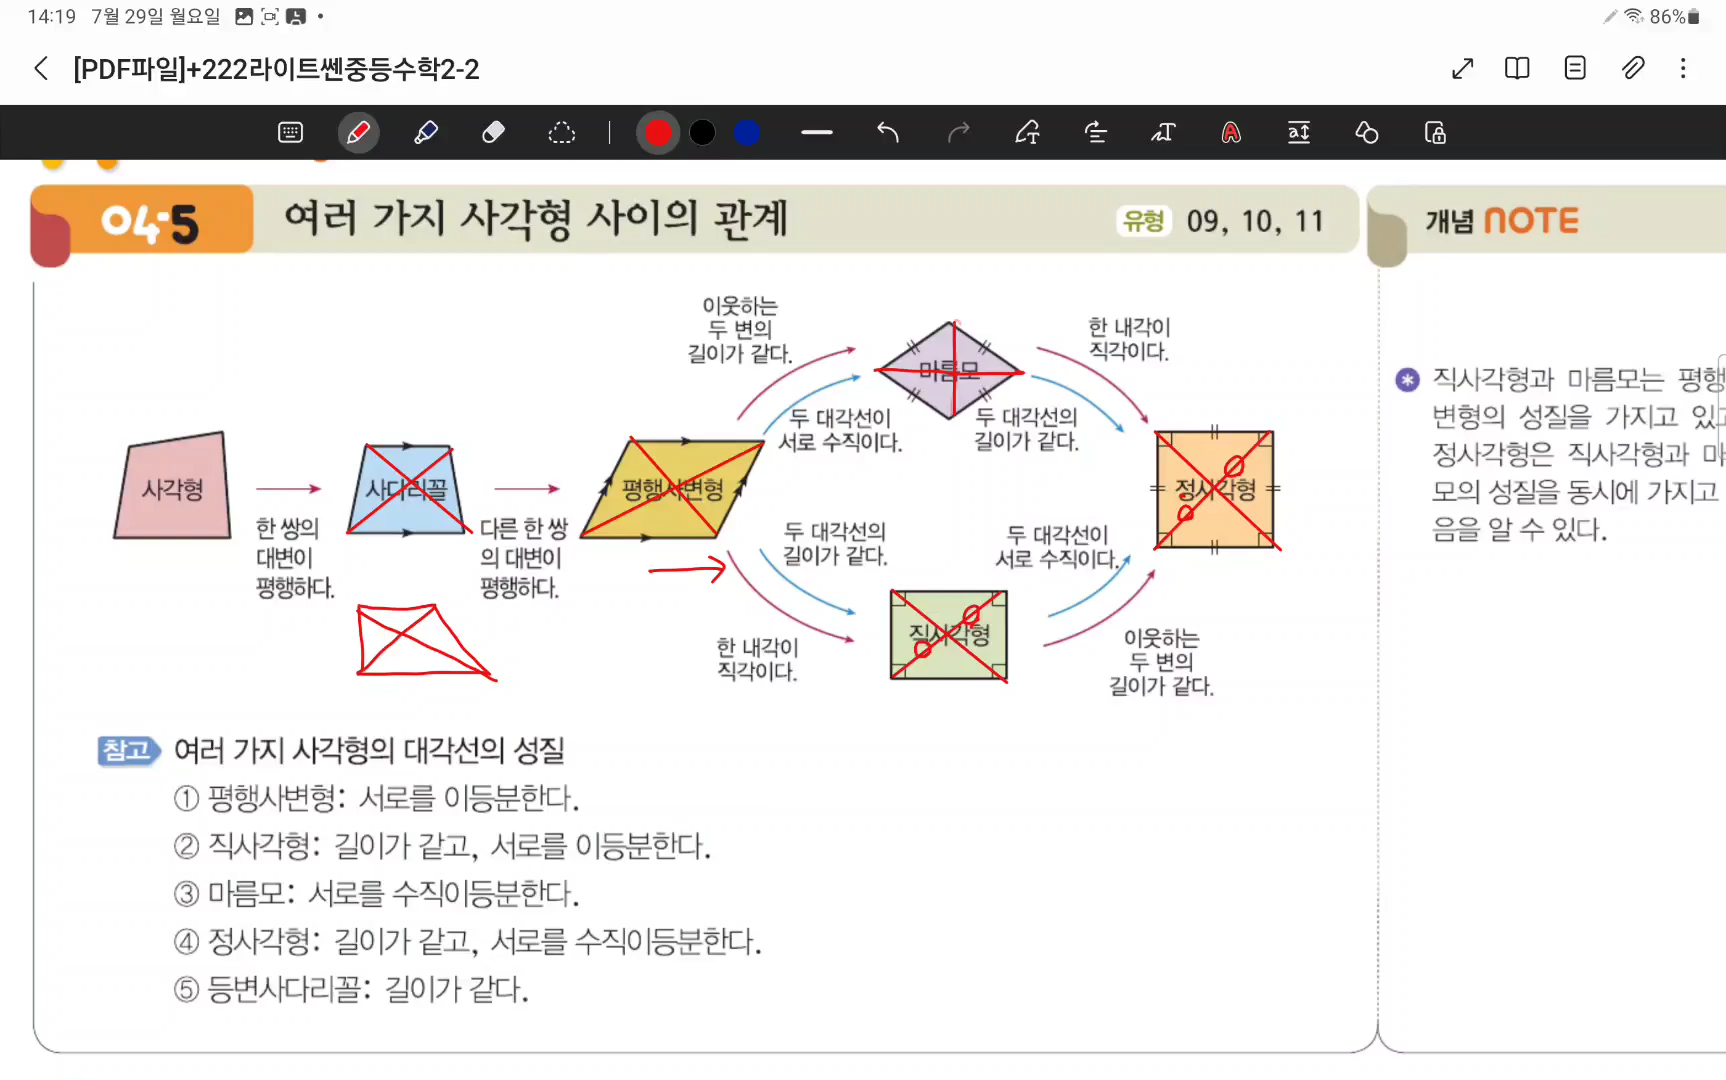 14:19 7월 29일 월요일
86%
[PDF파일]+222라이트쎈중등수학2-2
04-5 여러 가지 사각형 사이의 관계
유형 09, 10, 11
개념 NOTE
이웃하는
두 변의
길이가 같다.
마름모
한 내각이
직각이다.
두 대각선이
서로 수직이다.
두 대각선의
길이가 같다.
사각형
한 쌍의
대변이
평행하다.
사다리꼴
다른 한 쌍
의 대변이
평행하다.
평행사변형
정사각형
두 대각선의
길이가 같다.
두 대각선이
서로 수직이다.
한 내각이
직각이다.
직사각형
이웃하는
두 변의
길이가 같다.
직사각형과 마름모는 평행
변형의 성질을 가지고 있
정사각형은 직사각형과
모의 성질을 동시에 가지고
음을 알 수 있다.
참고 여러 가지 사각형의 대각선의 성질
① 평행사변형: 서로를 이등분한다.
② 직사각형: 길이가 같고, 서로를 이등분한다.
③ 마름모: 서로를 수직이등분한다.
④ 정사각형: 길이가 같고, 서로를 수직이등분한다.
⑤ 등변사다리꼴: 길이가 같다.